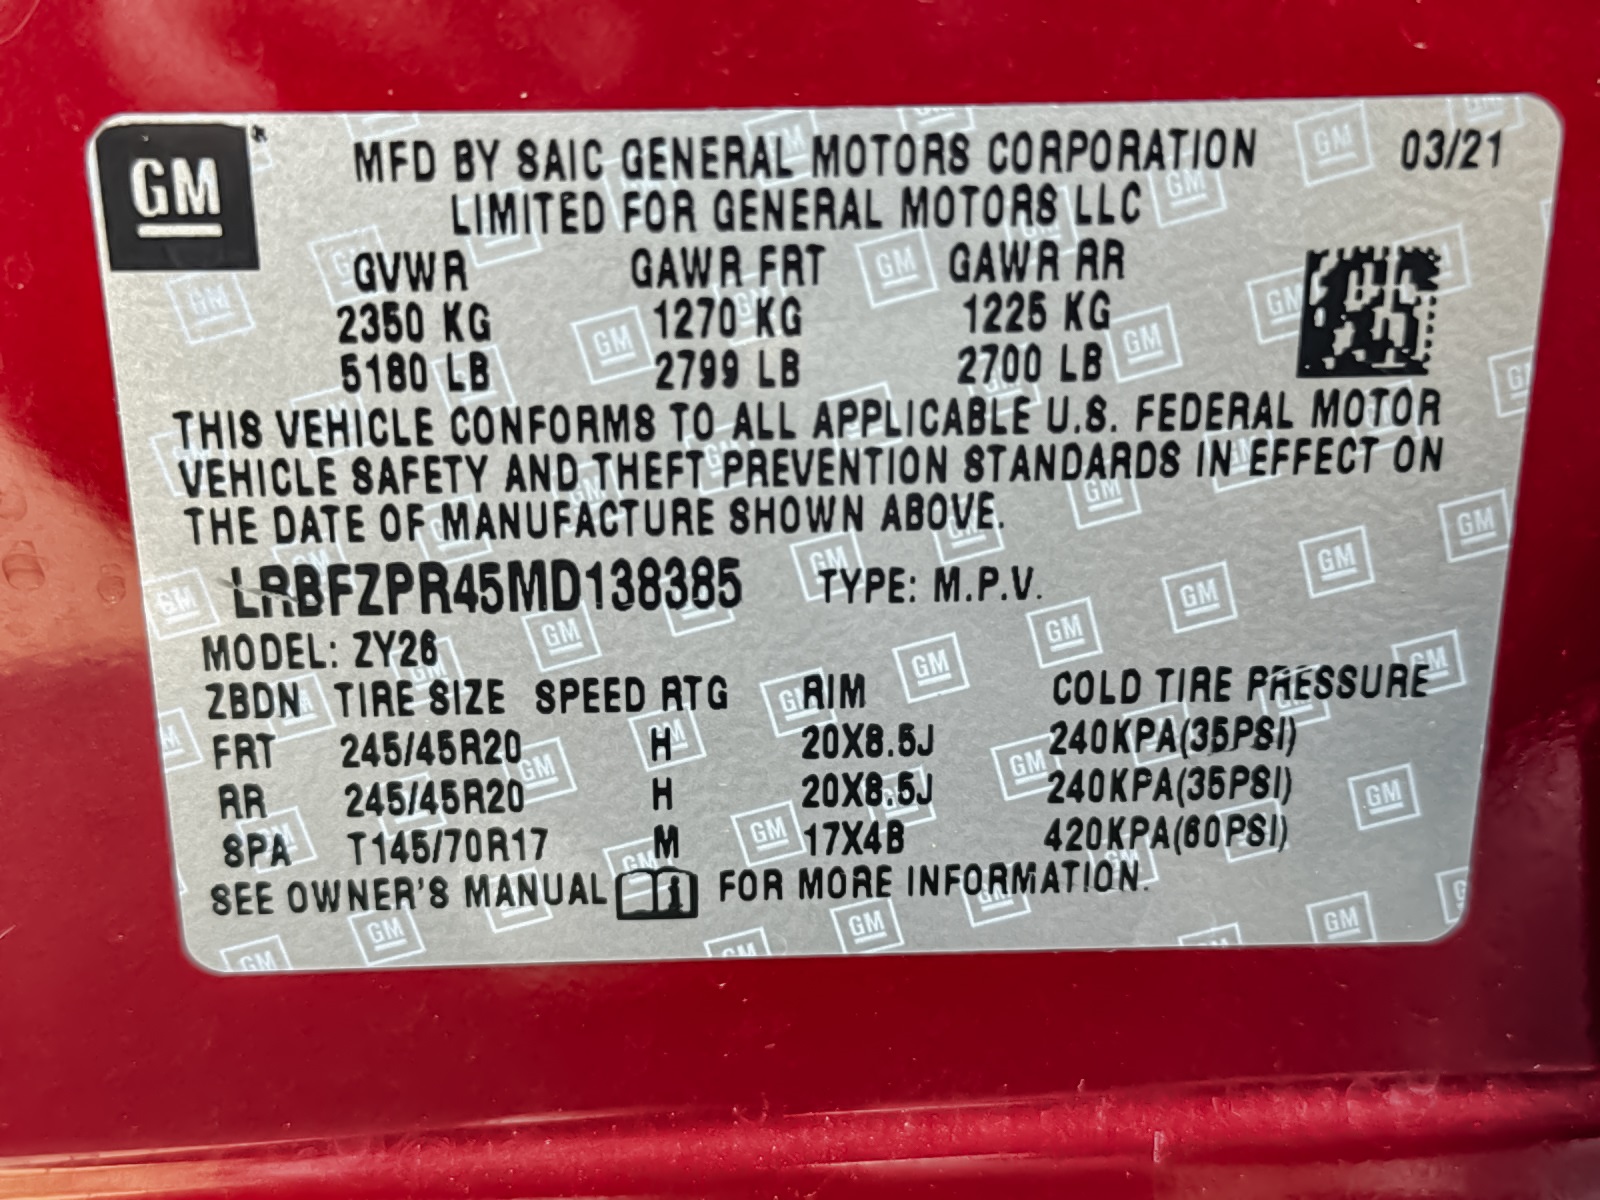 GM
MFD BY SAIC GENERAL MOTORS CORPORATION 03/21
LIMITED FOR GENERAL MOTORS LLC
GVWR GAWR FRT GAWR RR
2350 KG 1270 KG 1225 KG
5180 LB 2799 LB 2700 LB
THIS VEHICLE CONFORMS TO ALL APPLICABLE U.S. FEDERAL MOTOR
VEHICLE SAFETY AND THEFT PREVENTION STANDARDS IN EFFECT ON
THE DATE OF MANUFACTURE SHOWN ABOVE.
LRBFZPR45MD138385 TYPE: M.P.V.
MODEL: ZY26
ZBDN TIRE SIZE SPEED RTG RIM COLD TIRE PRESSURE
FRT 245/45R20 H 20X8.5J 240KPA(35PSI)
RR 245/45R20 H 20X8.5J 240KPA(35PSI)
SPA T145/70R17 M 17X4B 420KPA(60PSI)
SEE OWNER'S MANUAL FOR MORE INFORMATION.